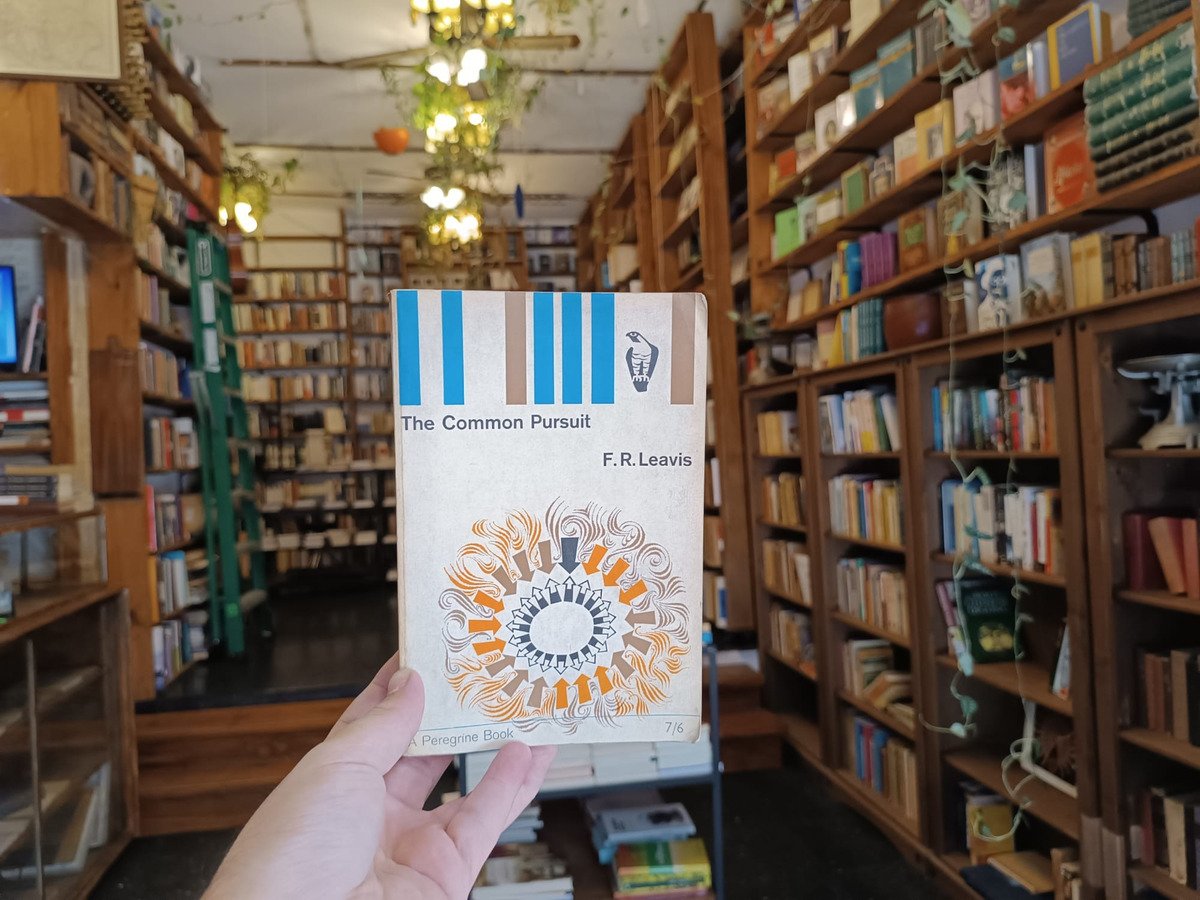 The Common Pursuit
F.R.Leavis
A Peregrine Book
7/6